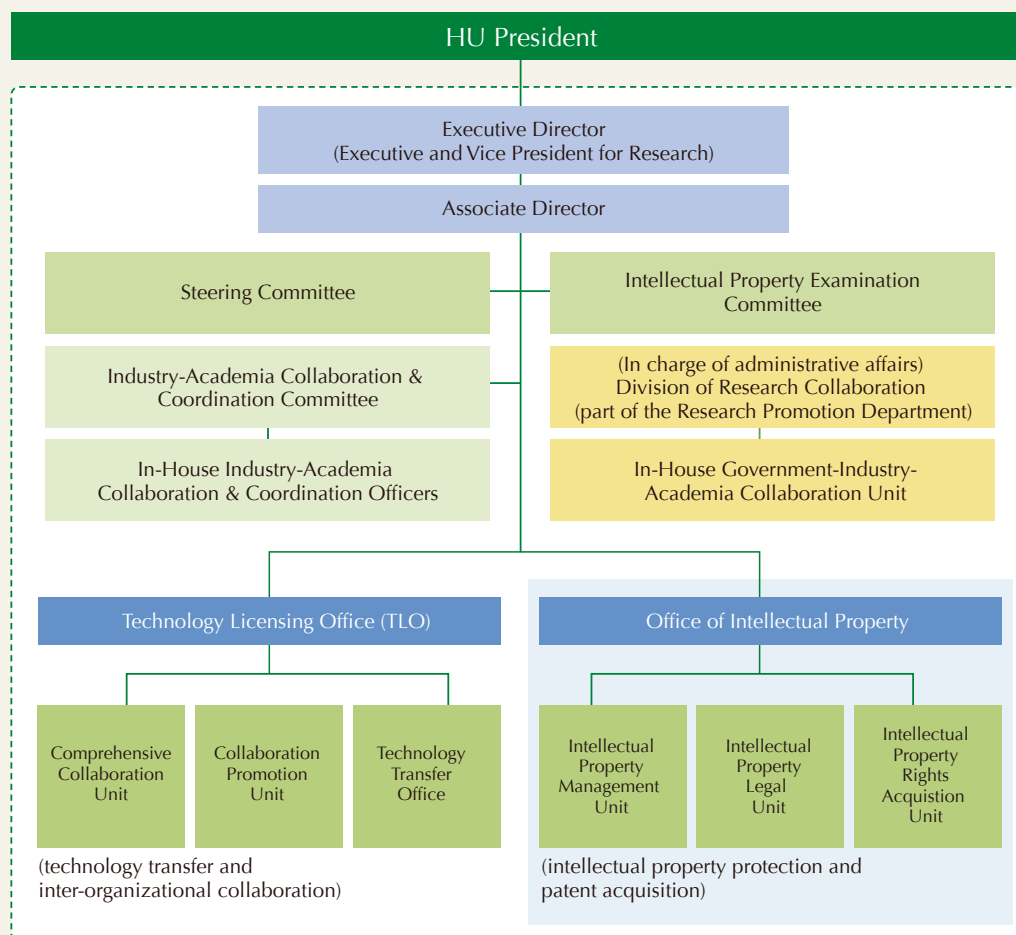 HU President
Executive Director
(Executive and Vice President for Research)
Associate Director
Steering Committee
Intellectual Property Examination
Committee
Industry-Academia Collaboration &
Coordination Committee
(In charge of administrative affairs)
Division of Research Collaboration
(part of the Research Promotion Department)
In-House Industry-Academia
Collaboration & Coordination Officers
In-House Government-Industry-
Academia Collaboration Unit
Technology Licensing Office (TLO)
Office of Intellectual Property
Comprehensive
Collaboration
Unit
Collaboration
Promotion
Unit
Technology
Transfer
Office
Intellectual
Property
Management
Unit
Intellectual
Property
Legal
Unit
Intellectual
Property
Rights
Acquistion
Unit
(technology transfer and
inter-organizational collaboration)
(intellectual property protection and
patent acquisition)